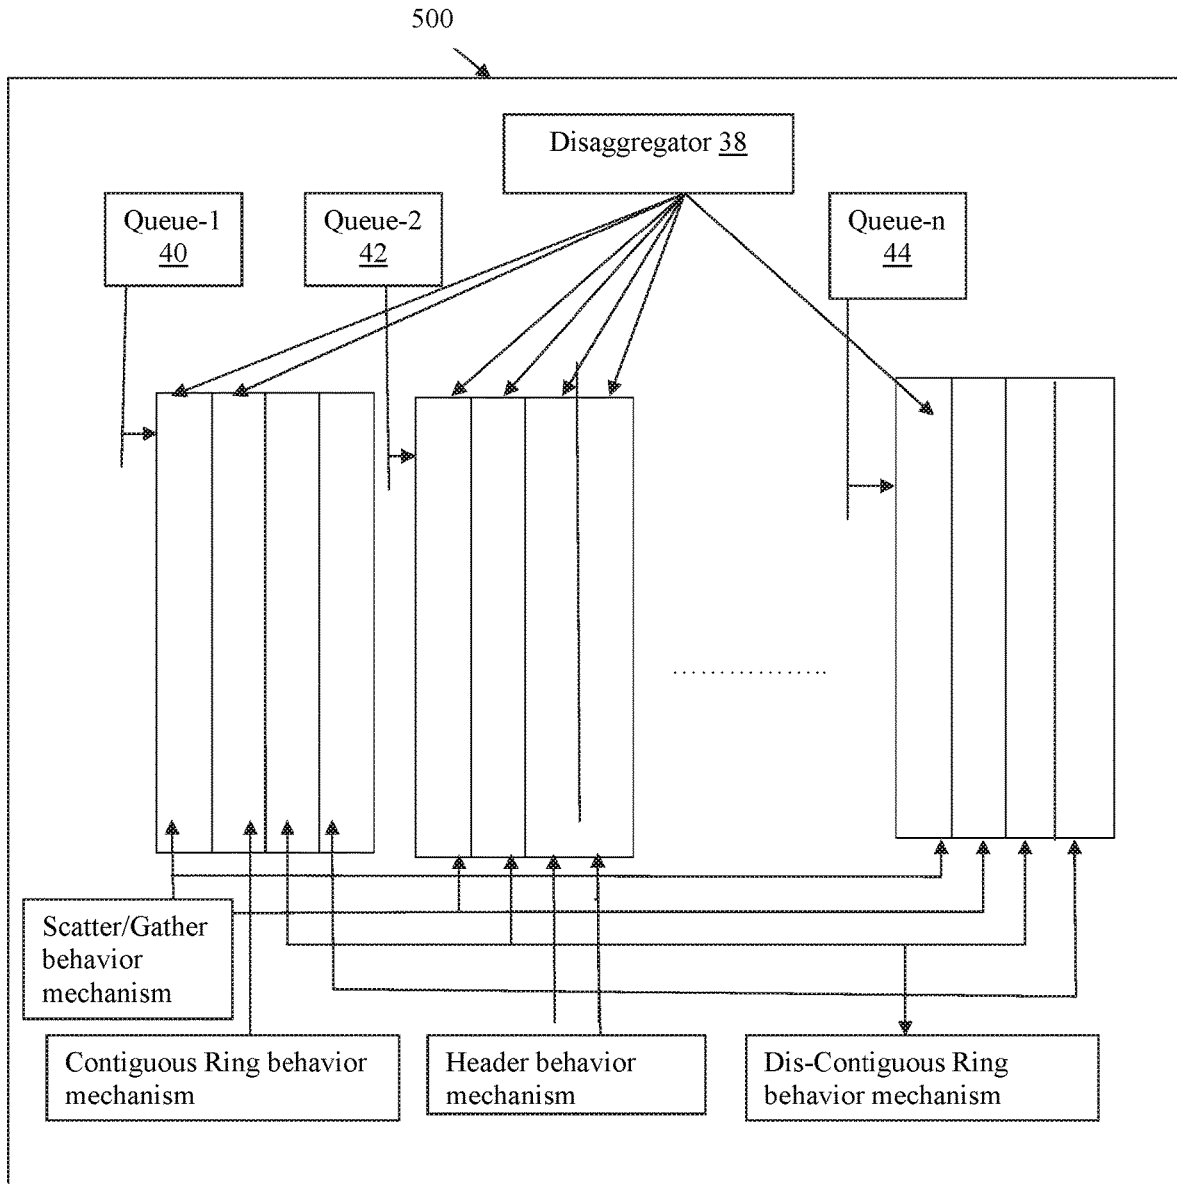 500
Disaggregator 38
Queue-1
40
Queue-2
42
Queue-n
44
..................
Scatter/Gather
behavior
mechanism
Contiguous Ring behavior
mechanism
Header behavior
mechanism
Dis-Contiguous Ring
behavior mechanism